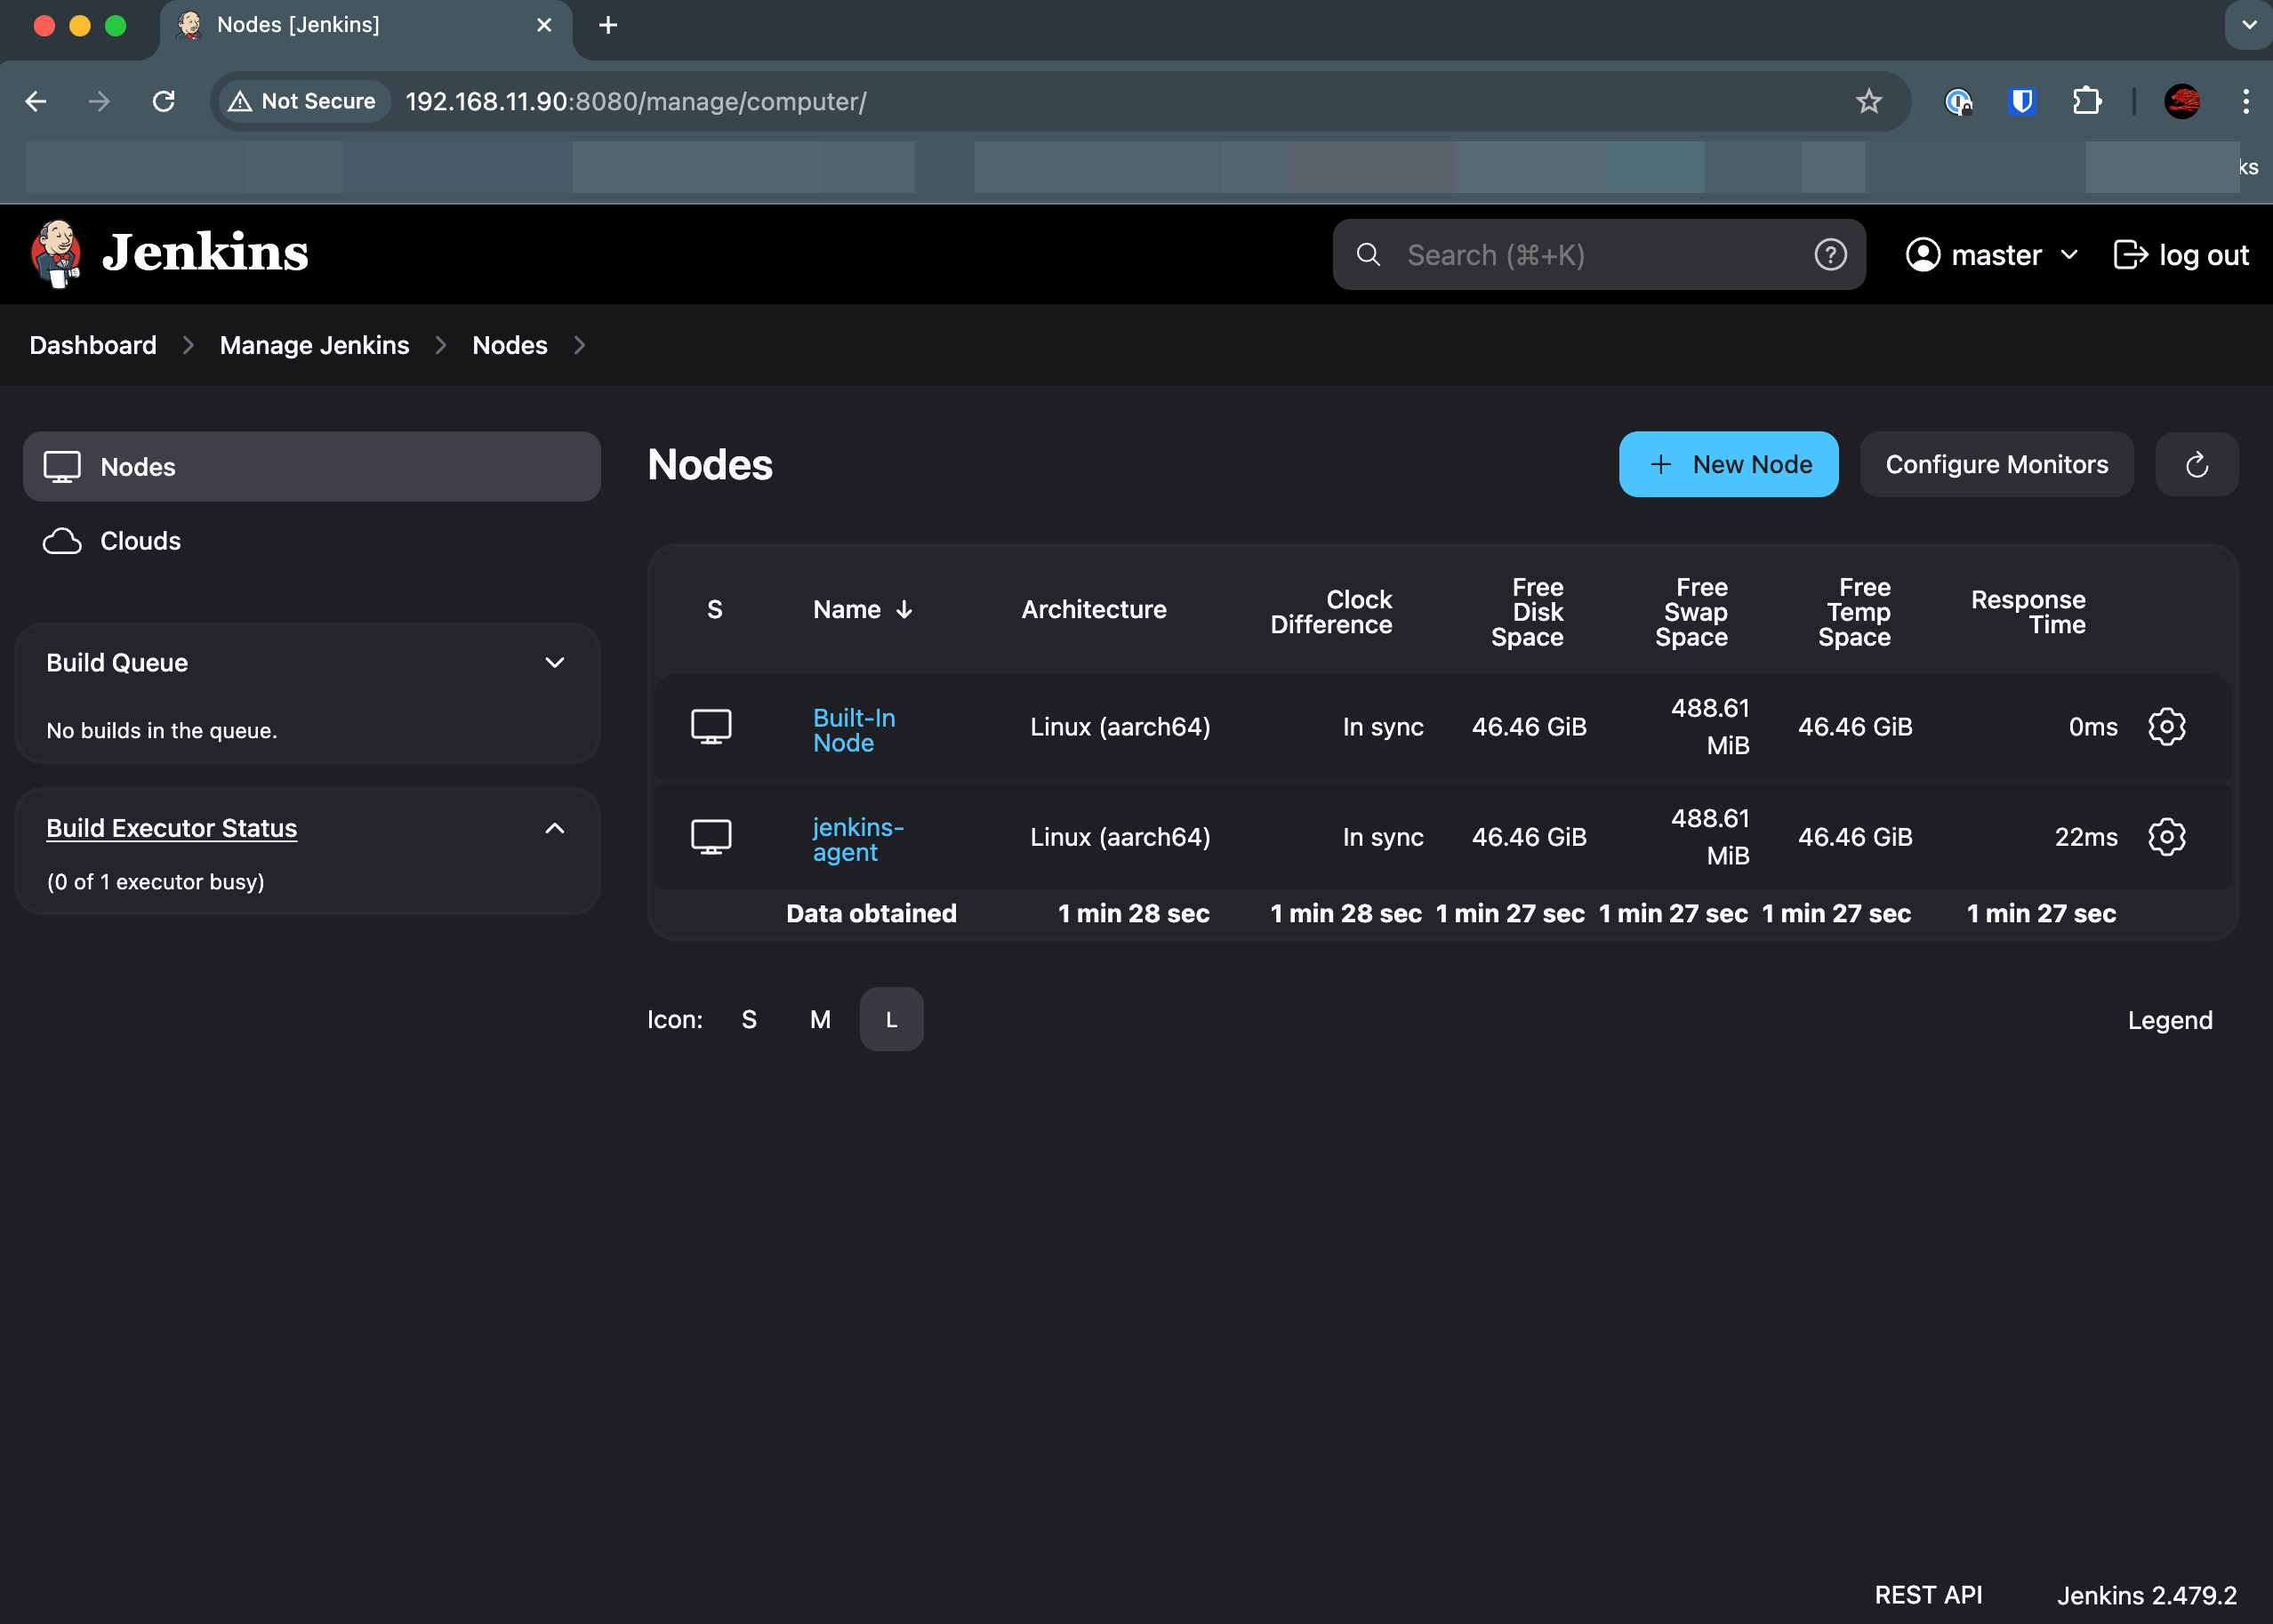 Nodes [Jenkins]
Not Secure
192.168.11.90:8080/manage/computer/
ks
Jenkins
Search (⌘+K)
master
log out
Dashboard
Manage Jenkins
Nodes
Nodes
Clouds
Build Queue
No builds in the queue.
Build Executor Status
(0 of 1 executor busy)
Nodes
New Node
Configure Monitors
S
Name ↓
Architecture
Clock
Difference
Free
Disk
Space
Free
Swap
Space
Free
Temp
Space
Response
Time
Built-In
Node
Linux (aarch64)
In sync
46.46 GiB
488.61
MiB
46.46 GiB
0ms
jenkins-
agent
Linux (aarch64)
In sync
46.46 GiB
488.61
MiB
46.46 GiB
22ms
Data obtained
1 min 28 sec
1 min 28 sec
1 min 27 sec
1 min 27 sec
1 min 27 sec
1 min 27 sec
Icon:
S
M
L
Legend
REST API
Jenkins 2.479.2